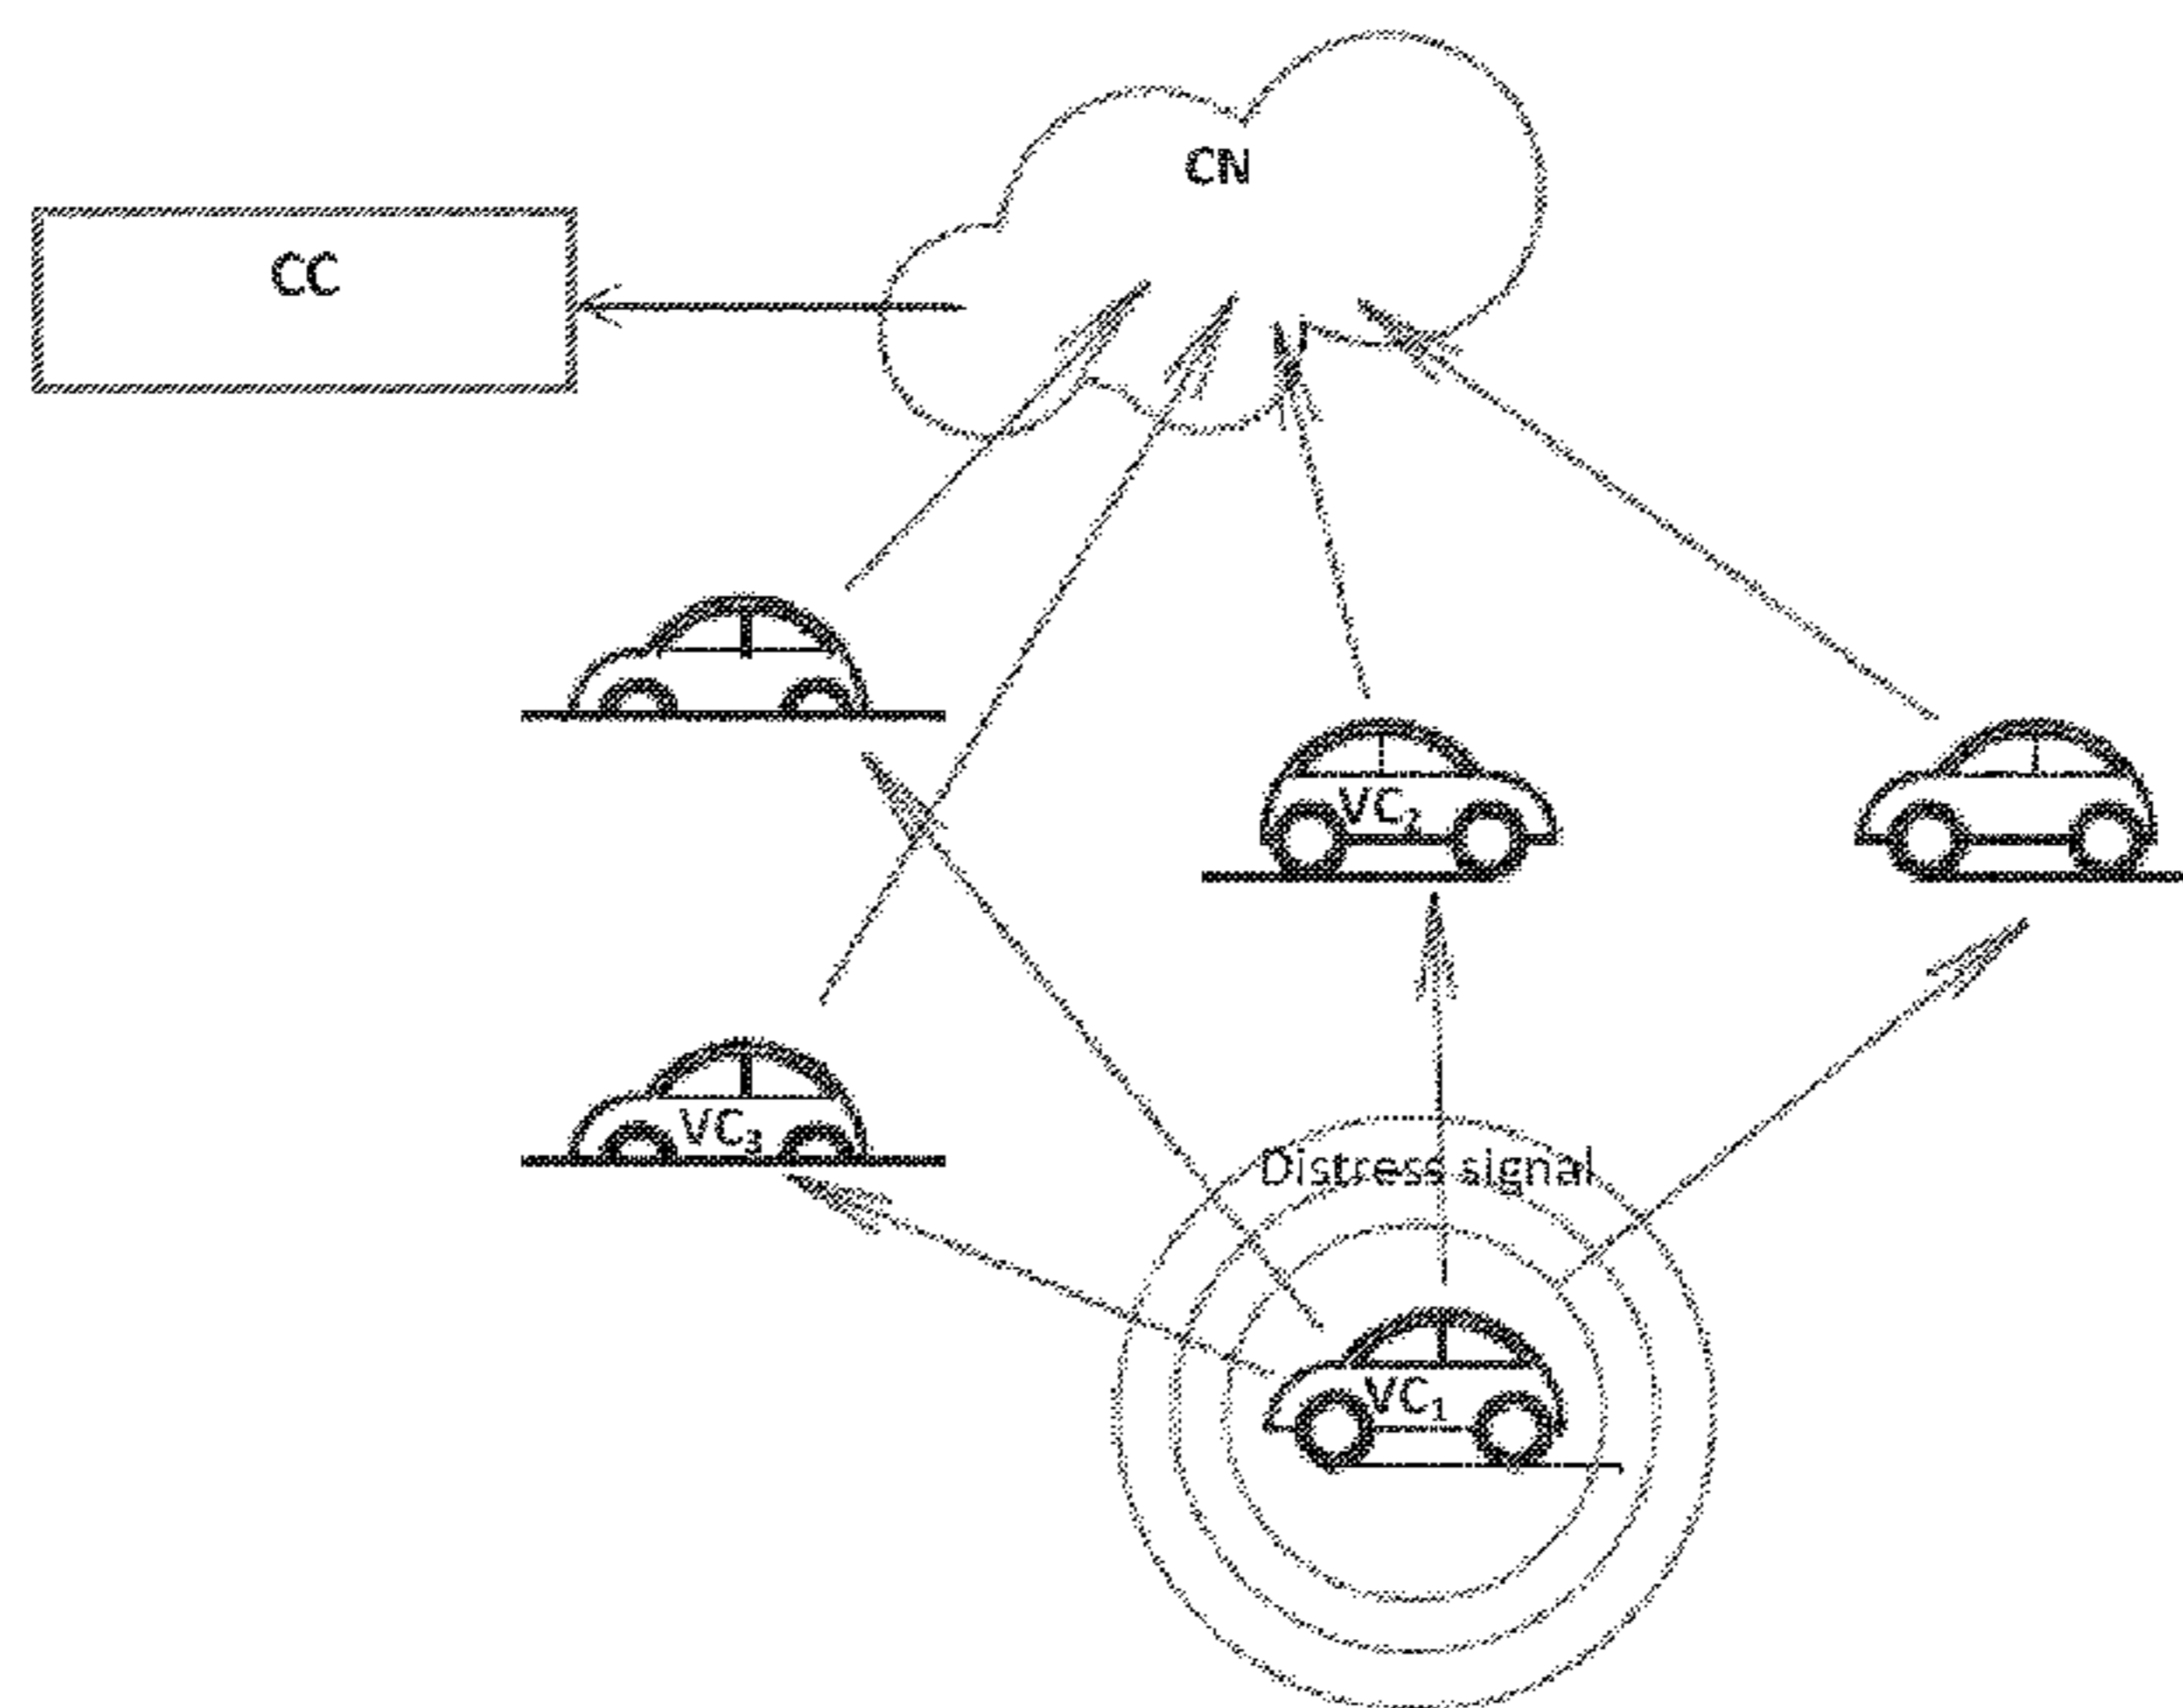 CN
CC
VC₂
VC₃
Distress signal
VC₁